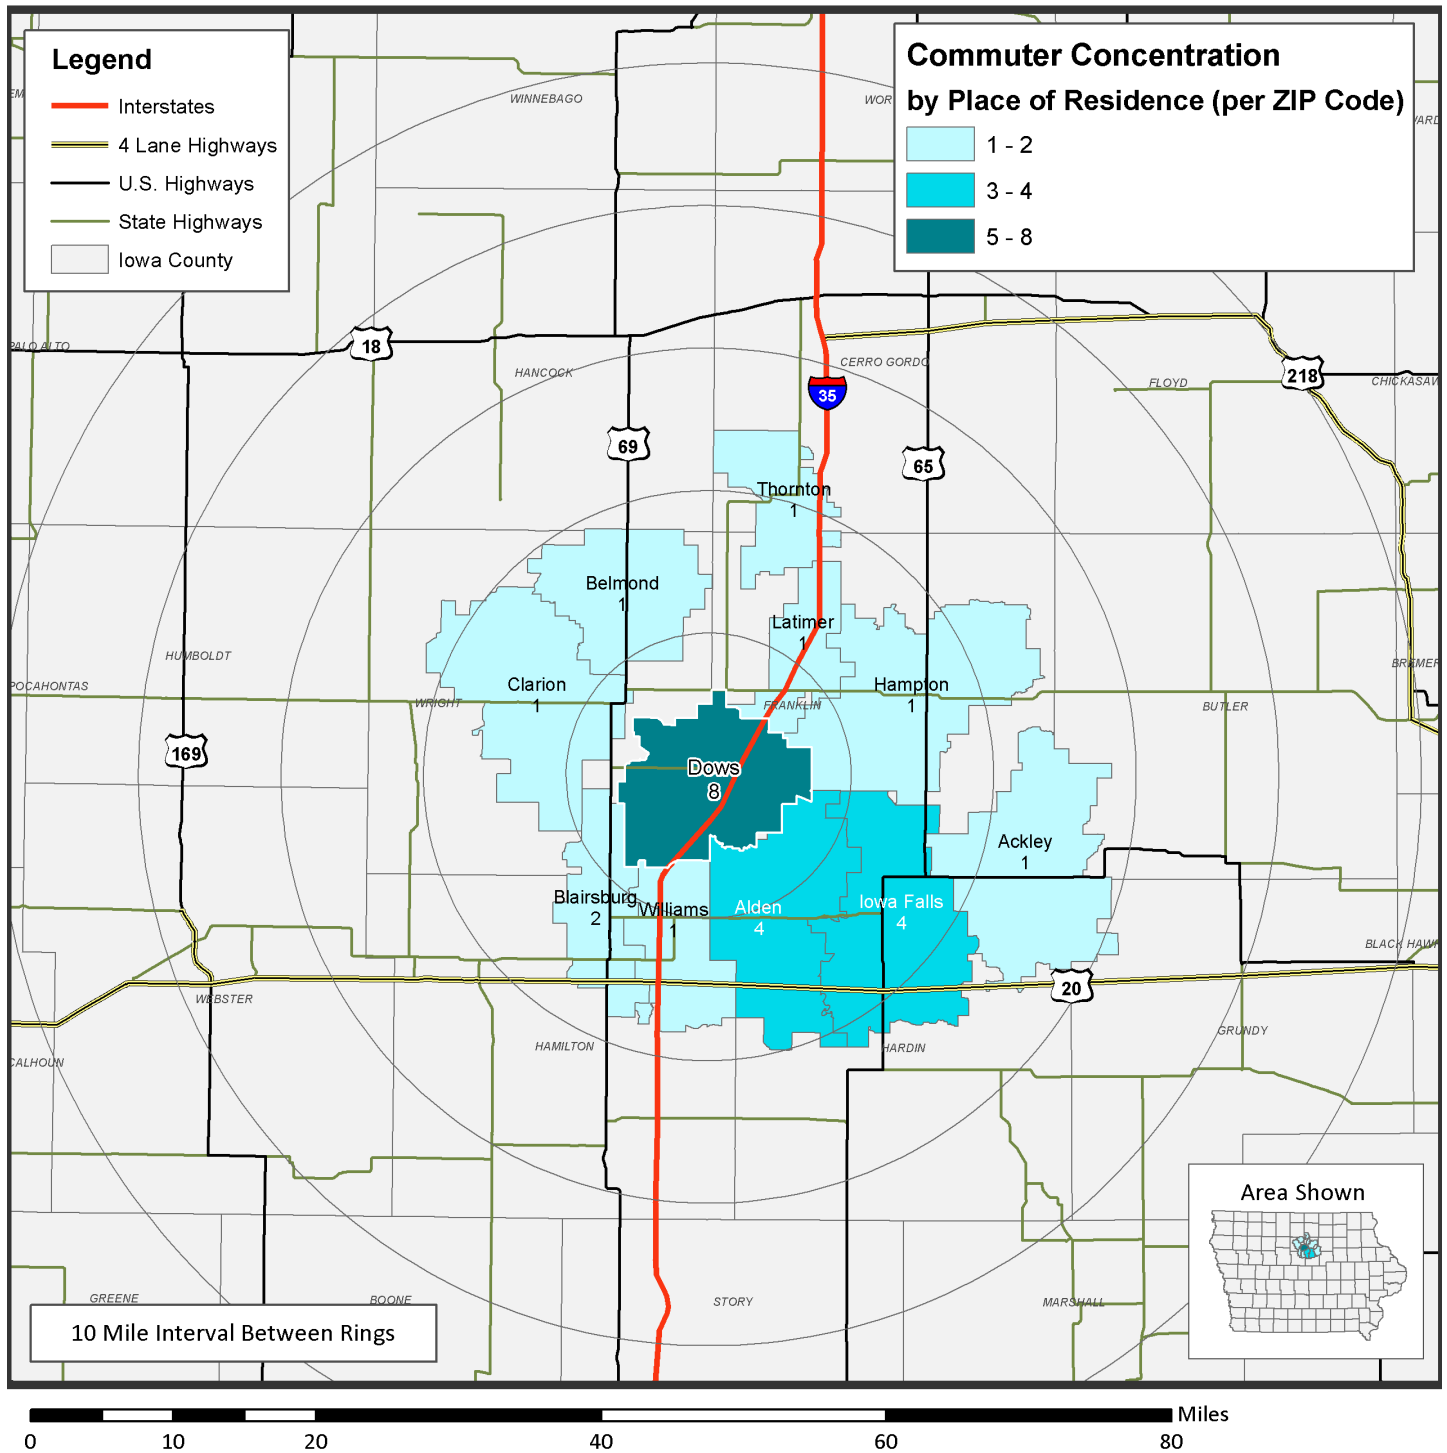 Legend
Interstates
4 Lane Highways
U.S. Highways
State Highways
Iowa County
Commuter Concentration
by Place of Residence (per ZIP Code)
1 - 2
3 - 4
5 - 8
WINNEBAGO
WOR
PALO ALTO
18
HANCOCK
CERRO GORDO
35
FLOYD
218
CHICKASAW
69
65
Thornton
1
Belmond
1
Latimer
1
HUMBOLDT
BREMER
POCAHONTAS
Clarion
1
WRIGHT
Hampton
1
FRANKLIN
BUTLER
169
Dows
8
Ackley
1
Blairsburg
2
Williams
1
Alden
4
Iowa Falls
4
BLACK HAWK
20
WEBSTER
HAMILTON
HARDIN
GRUNDY
CALHOUN
Area Shown
GREENE
BOONE
STORY
MARSHALL
10 Mile Interval Between Rings
Miles
0 10 20 40 60 80